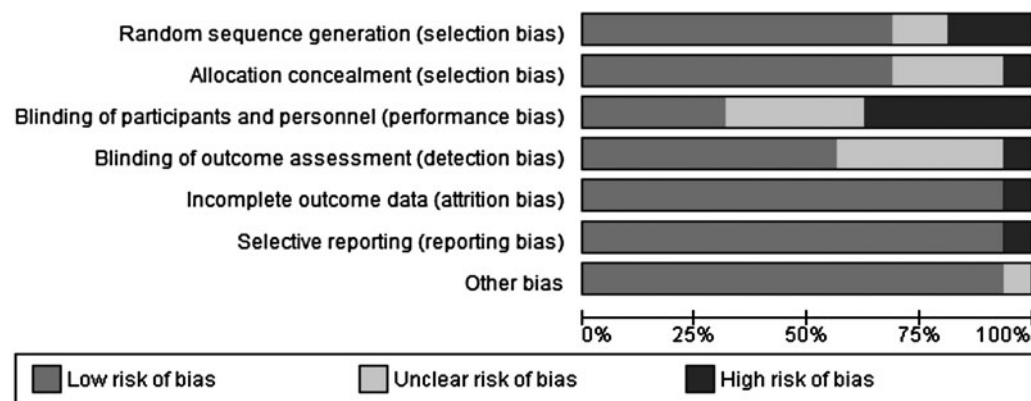 Random sequence generation (selection bias)
Allocation concealment (selection bias)
Blinding of participants and personnel (performance bias)
Blinding of outcome assessment (detection bias)
Incomplete outcome data (attrition bias)
Selective reporting (reporting bias)
Other bias
0% 25% 50% 75% 100%
Low risk of bias Unclear risk of bias High risk of bias